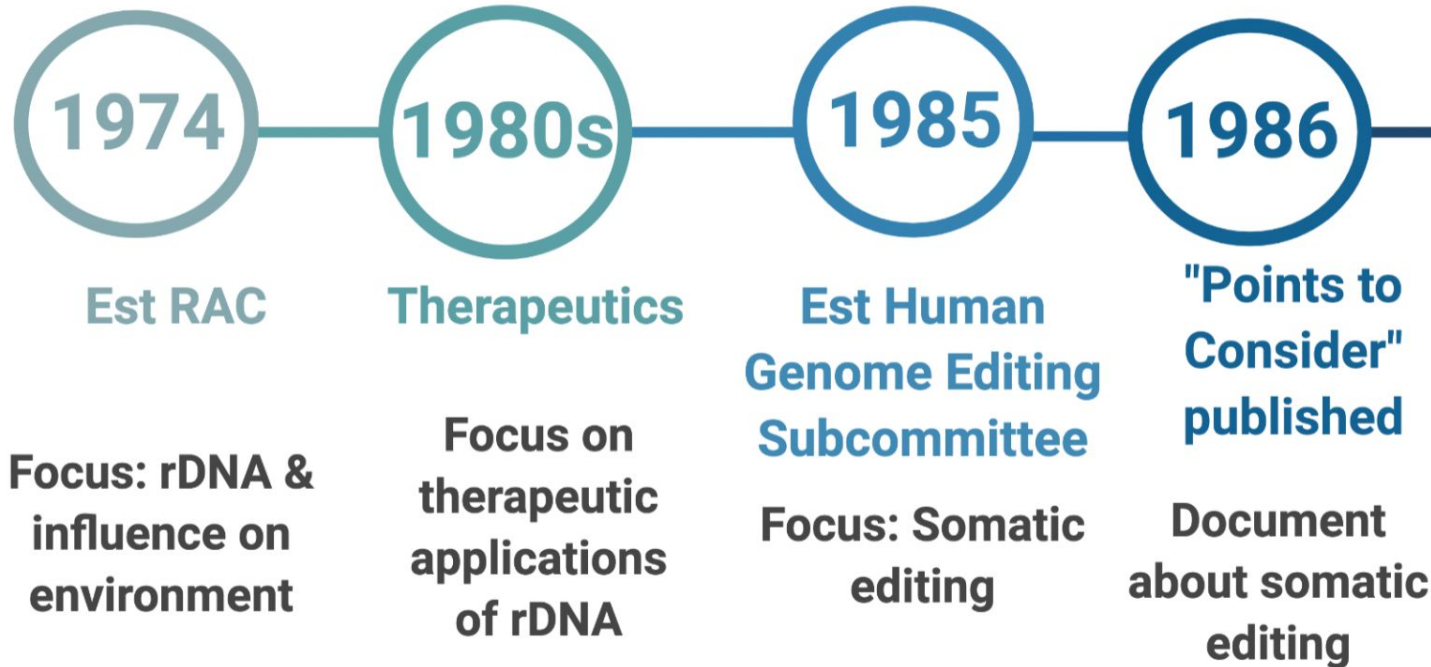 1974
Est RAC
Focus: rDNA &
influence on
environment
1980s
Therapeutics
Focus on
therapeutic
applications
of rDNA
1985
Est Human
Genome Editing
Subcommittee
Focus: Somatic
editing
1986
"Points to
Consider"
published
Document
about somatic
editing